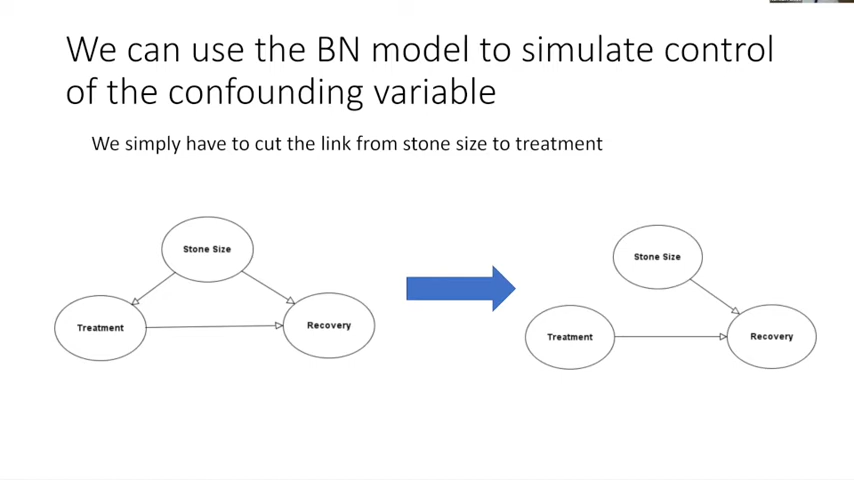 We can use the BN model to simulate control
of the confounding variable
We simply have to cut the link from stone size to treatment
Stone Size
Treatment
Recovery
Stone Size
Treatment
Recovery